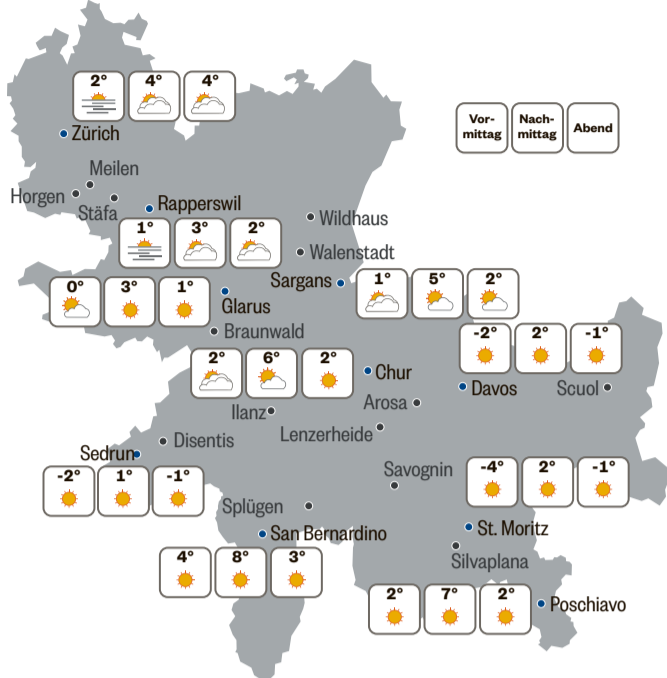 2° 4° 4°
Vor-
mittag
Nach-
mittag
Abend
Zürich
Meilen
Horgen
Stäfa
Rapperswil
Wildhaus
1° 3° 2°
Walenstadt
Sargans
1° 5° 2°
0° 3° 1°
Glarus
Braunwald
-2° 2° -1°
2° 6° 2°
Chur
Davos
Scuol
Arosa
Ilanz
Lenzerheide
Disentis
Sedrun
-2° 1° -1°
Savognin
-4° 2° -1°
Splügen
San Bernardino
St. Moritz
Silvaplana
4° 8° 3°
2° 7° 2°
Poschiavo